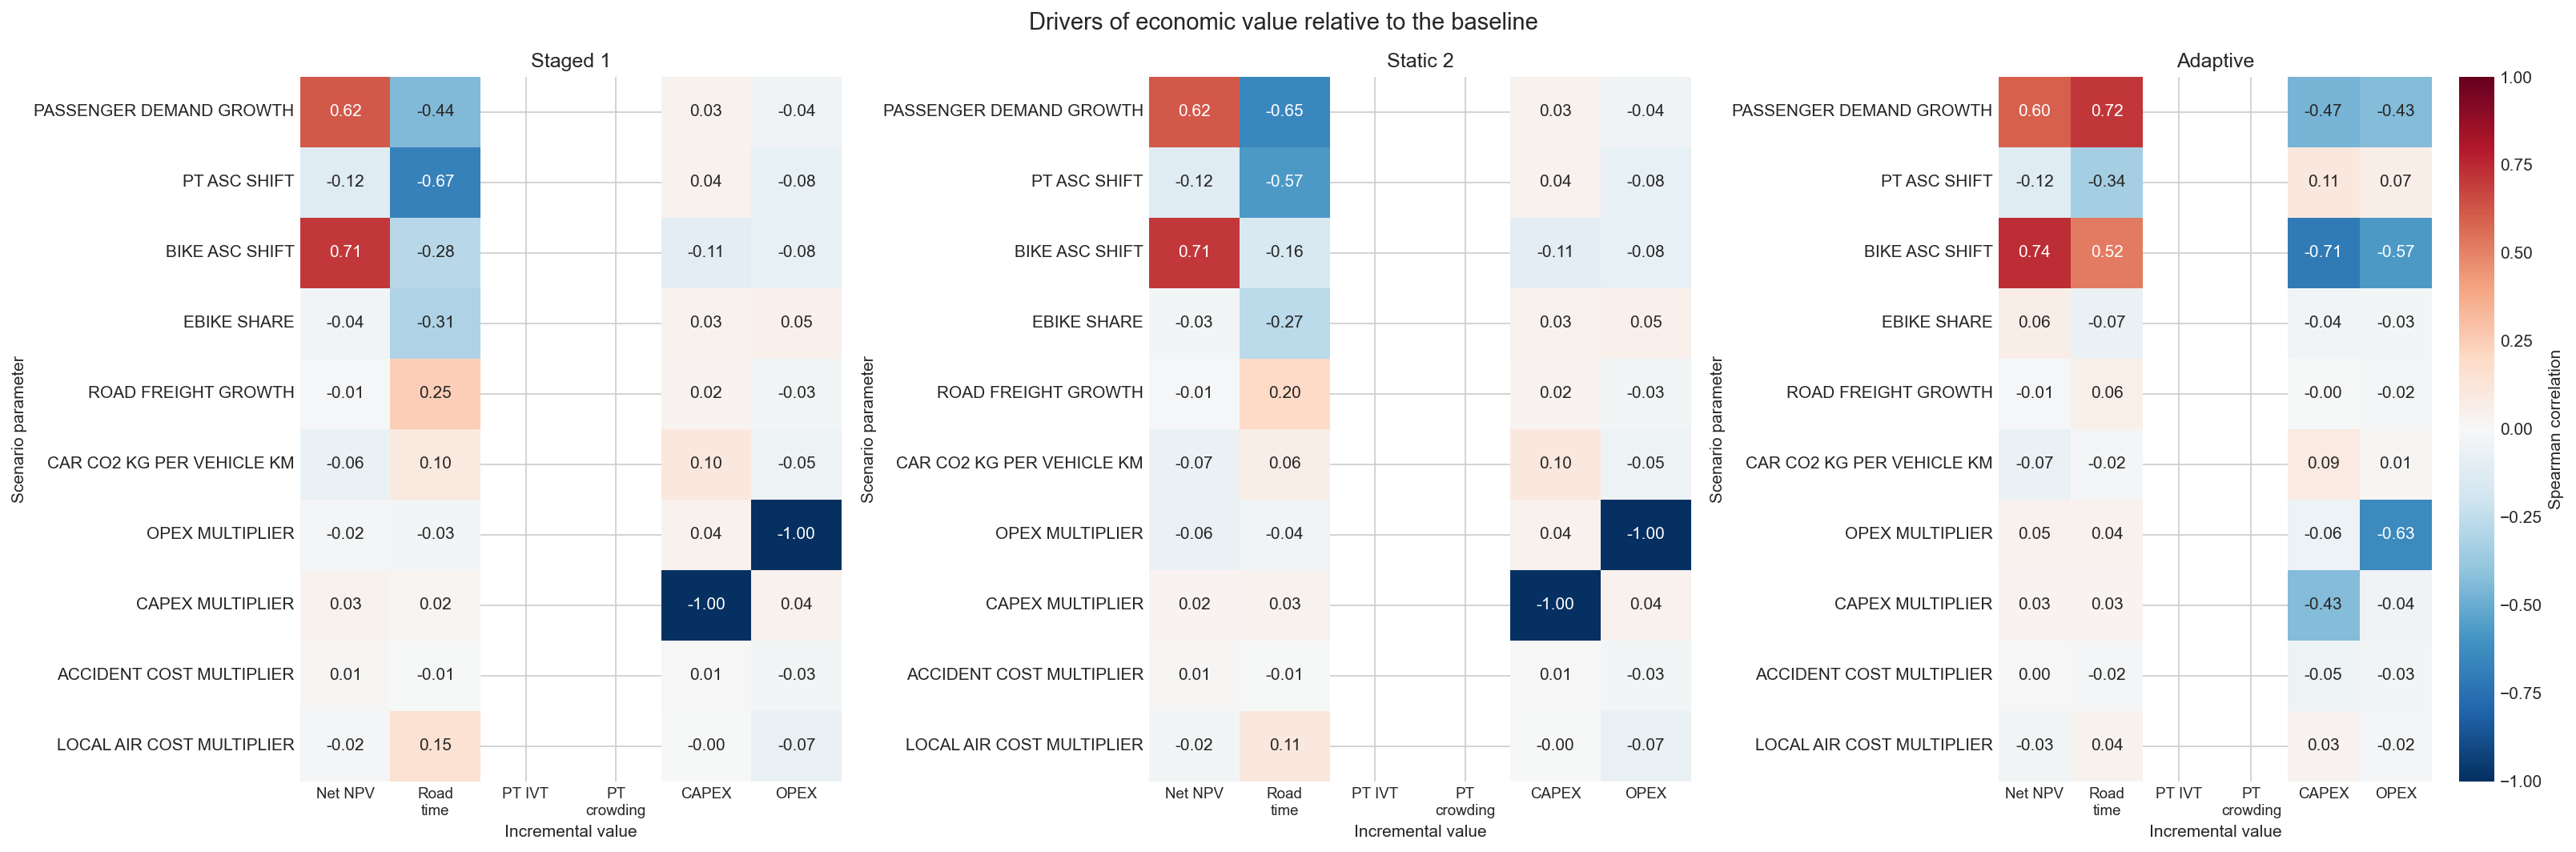 Drivers of economic value relative to the baseline
Staged 1
Scenario parameter
PASSENGER DEMAND GROWTH 0.62 -0.44 0.03 -0.04
PT ASC SHIFT -0.12 -0.67 0.04 -0.08
BIKE ASC SHIFT 0.71 -0.28 -0.11 -0.08
EBIKE SHARE -0.04 -0.31 0.03 0.05
ROAD FREIGHT GROWTH -0.01 0.25 0.02 -0.03
CAR CO2 KG PER VEHICLE KM -0.06 0.10 0.10 -0.05
OPEX MULTIPLIER -0.02 -0.03 0.04 -1.00
CAPEX MULTIPLIER 0.03 0.02 -1.00 0.04
ACCIDENT COST MULTIPLIER 0.01 -0.01 0.01 -0.03
LOCAL AIR COST MULTIPLIER -0.02 0.15 -0.00 -0.07
Net NPV Road PT IVT PT CAPEX OPEX
time crowding
Incremental value
Static 2
Scenario parameter
PASSENGER DEMAND GROWTH 0.62 -0.65 0.03 -0.04
PT ASC SHIFT -0.12 -0.57 0.04 -0.08
BIKE ASC SHIFT 0.71 -0.16 -0.11 -0.08
EBIKE SHARE -0.03 -0.27 0.03 0.05
ROAD FREIGHT GROWTH -0.01 0.20 0.02 -0.03
CAR CO2 KG PER VEHICLE KM -0.07 0.06 0.10 -0.05
OPEX MULTIPLIER -0.06 -0.04 0.04 -1.00
CAPEX MULTIPLIER 0.02 0.03 -1.00 0.04
ACCIDENT COST MULTIPLIER 0.01 -0.01 0.01 -0.03
LOCAL AIR COST MULTIPLIER -0.02 0.11 -0.00 -0.07
Net NPV Road PT IVT PT CAPEX OPEX
time crowding
Incremental value
Adaptive
Scenario parameter
PASSENGER DEMAND GROWTH 0.60 0.72 -0.47 -0.43
PT ASC SHIFT -0.12 -0.34 0.11 0.07
BIKE ASC SHIFT 0.74 0.52 -0.71 -0.57
EBIKE SHARE 0.06 -0.07 -0.04 -0.03
ROAD FREIGHT GROWTH -0.01 0.06 -0.00 -0.02
CAR CO2 KG PER VEHICLE KM -0.07 -0.02 0.09 0.01
OPEX MULTIPLIER 0.05 0.04 -0.06 -0.63
CAPEX MULTIPLIER 0.03 0.03 -0.43 -0.04
ACCIDENT COST MULTIPLIER 0.00 -0.02 -0.05 -0.03
LOCAL AIR COST MULTIPLIER -0.03 0.04 0.03 -0.02
Net NPV Road PT IVT PT CAPEX OPEX
time crowding
Incremental value
1.00
0.75
0.50
0.25
0.00
−0.25
−0.50
−0.75
−1.00
Spearman correlation